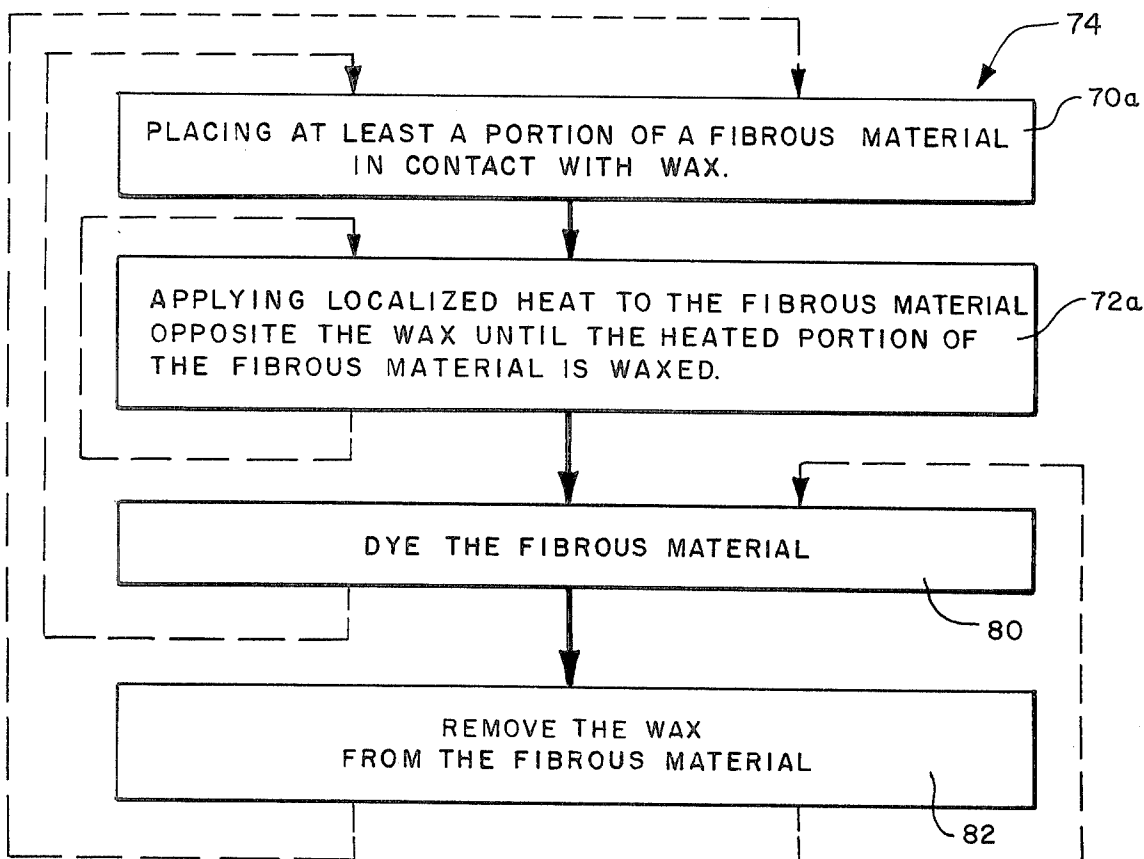 74
70a
PLACING AT LEAST A PORTION OF A FIBROUS MATERIAL
IN CONTACT WITH WAX.
72a
APPLYING LOCALIZED HEAT TO THE FIBROUS MATERIAL
OPPOSITE THE WAX UNTIL THE HEATED PORTION OF
THE FIBROUS MATERIAL IS WAXED.
DYE THE FIBROUS MATERIAL
80
REMOVE THE WAX
FROM THE FIBROUS MATERIAL
82